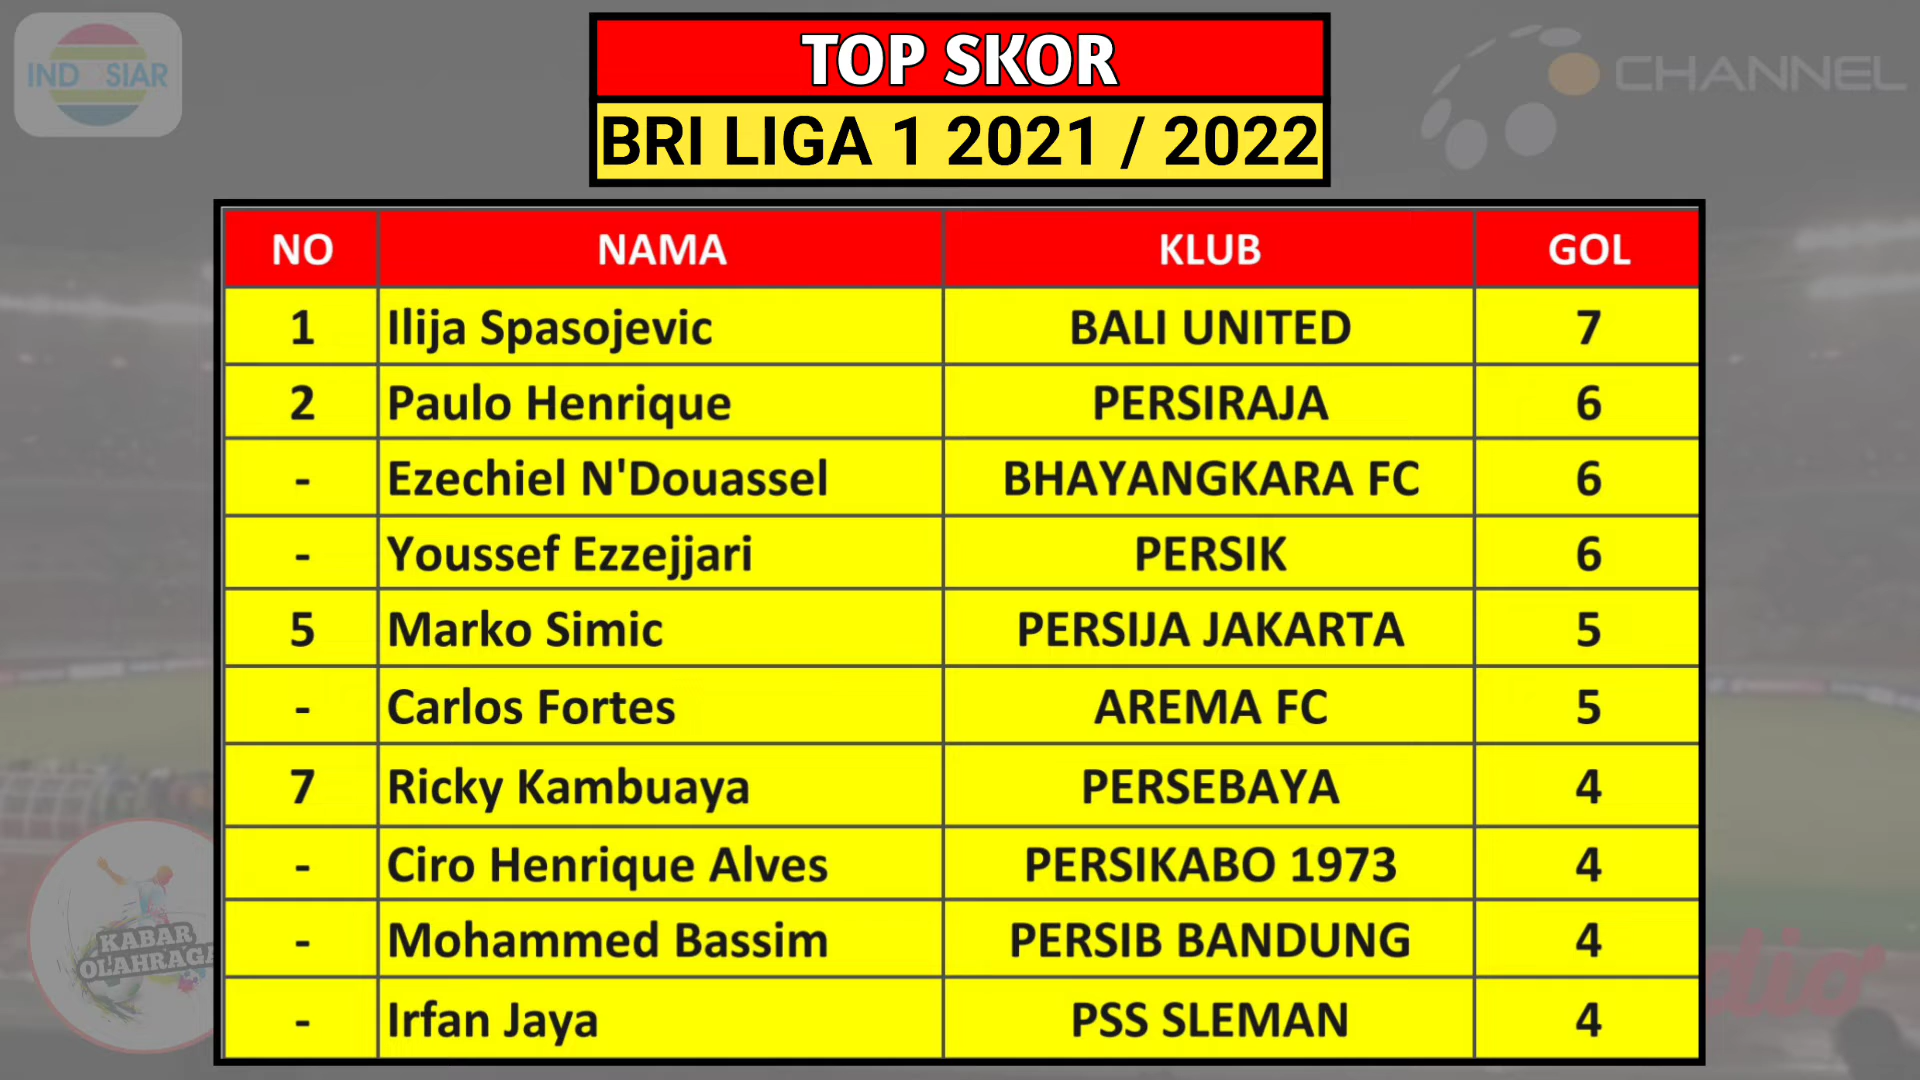 INDOSIAR
CHANNEL
TOP SKOR
BRI LIGA 1 2021 / 2022
NO NAMA KLUB GOL
1 Ilija Spasojevic BALI UNITED 7
2 Paulo Henrique PERSIRAJA 6
- Ezechiel N'Douassel BHAYANGKARA FC 6
- Youssef Ezzejjari PERSIK 6
5 Marko Simic PERSIJA JAKARTA 5
- Carlos Fortes AREMA FC 5
7 Ricky Kambuaya PERSEBAYA 4
- Ciro Henrique Alves PERSIKABO 1973 4
- Mohammed Bassim PERSIB BANDUNG 4
- Irfan Jaya PSS SLEMAN 4
KABAR
OLAHRAGA